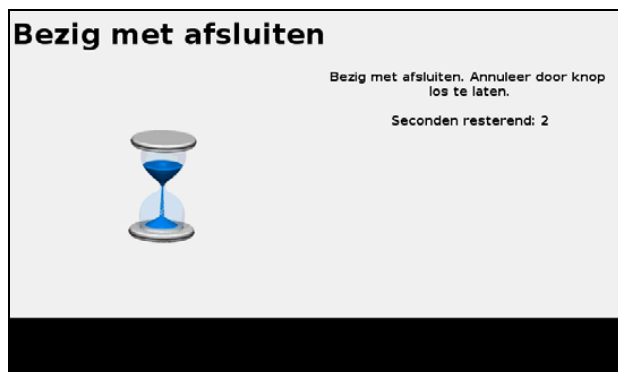 Bezig met afsluiten
Bezig met afsluiten. Annuleer door knop
los te laten.
Seconden resterend: 2